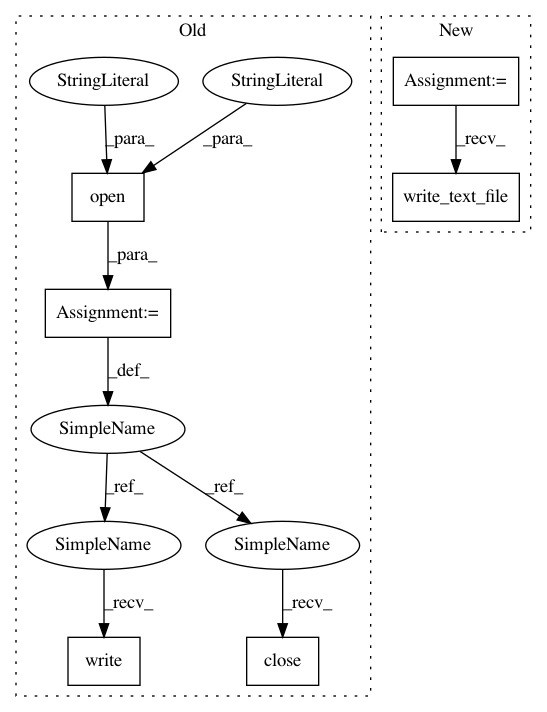 Old
New
StringLiteral
StringLiteral
Assignment:=
_para_
_para_
_recv_
open
write_text_file
_para_
Assignment:=
_def_
SimpleName
_ref_
_ref_
SimpleName
SimpleName
_recv_
_recv_
write
close